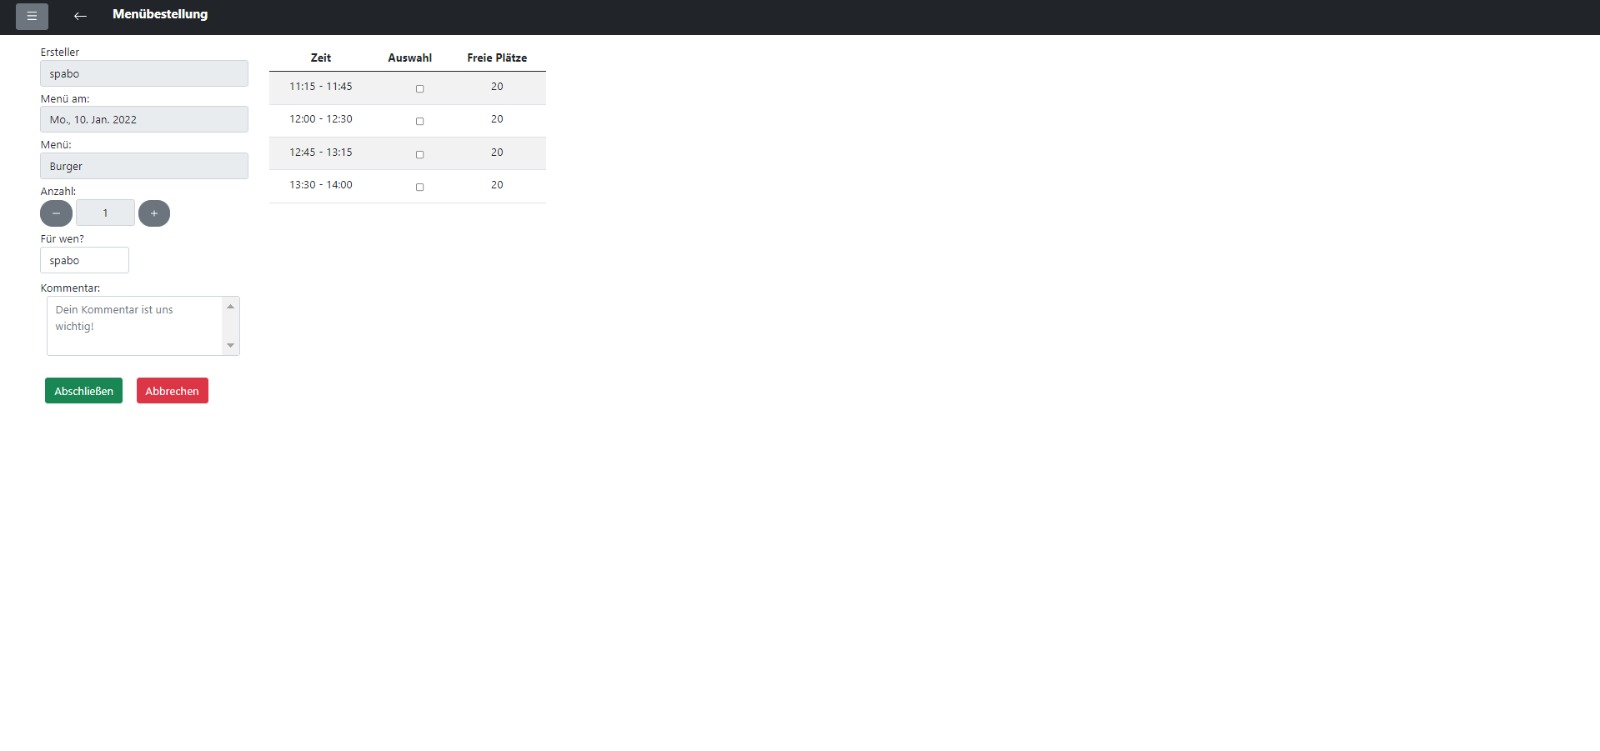 Menübestellung
Ersteller
spabo
Menü am:
Mo., 10. Jan. 2022
Menü:
Burger
Anzahl:
− 1 +
Für wen?
spabo
Kommentar:
Dein Kommentar ist uns
wichtig!
Abschließen Abbrechen
Zeit Auswahl Freie Plätze
11:15 - 11:45 20
12:00 - 12:30 20
12:45 - 13:15 20
13:30 - 14:00 20